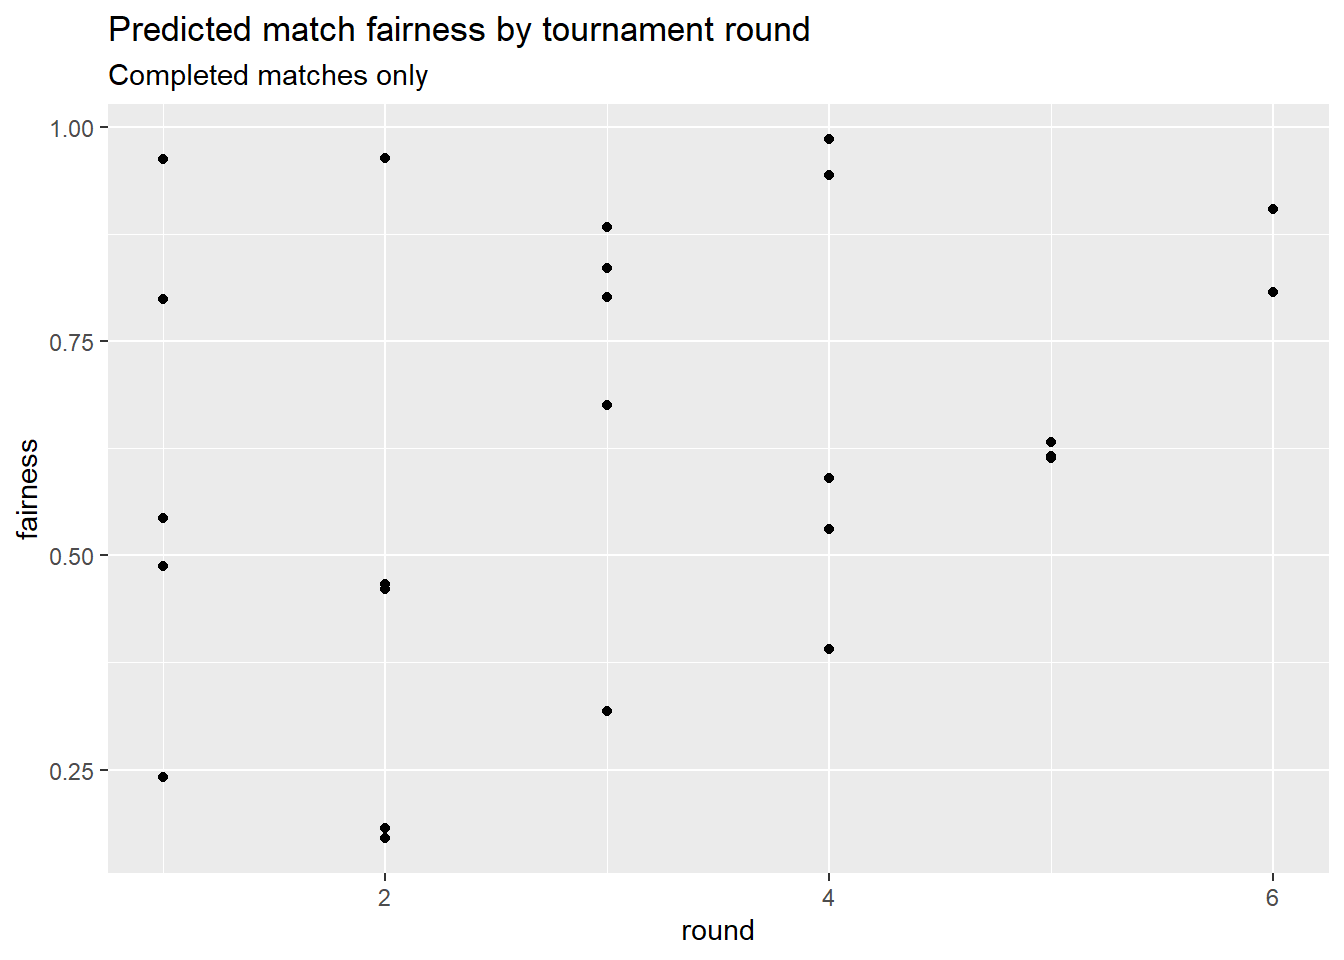 Predicted match fairness by tournament round
Completed matches only
1.00
0.75
0.50
0.25
fairness
2
4
6
round